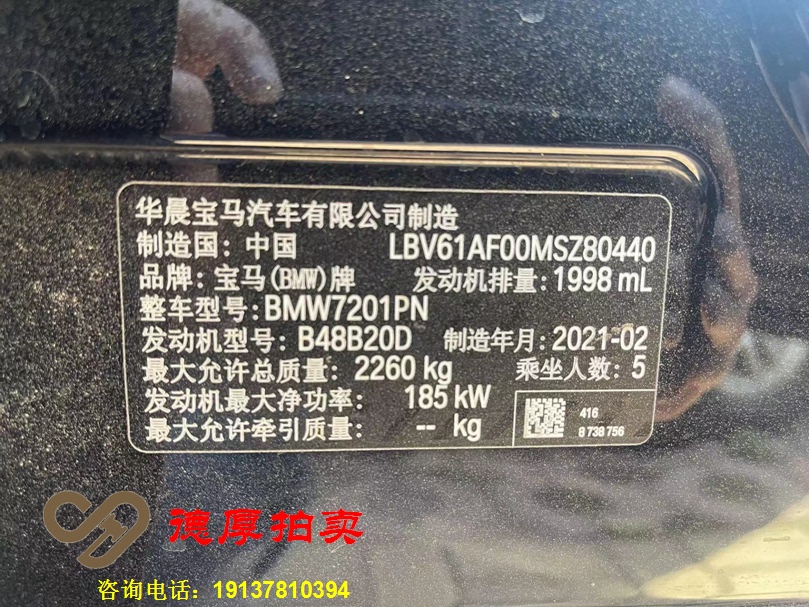 华晨宝马汽车有限公司制造
制造国：中国 LBV61AF00MSZ80440
品牌：宝马(BMW)牌 发动机排量：1998 mL
整车型号：BMW7201PN
发动机型号：B48B20D 制造年月：2021-02
最大允许总质量：2260 kg 乘坐人数：5
发动机最大净功率：185 kW
最大允许牵引质量：-- kg
416
8 738 756
德厚拍卖
咨询电话：19137810394